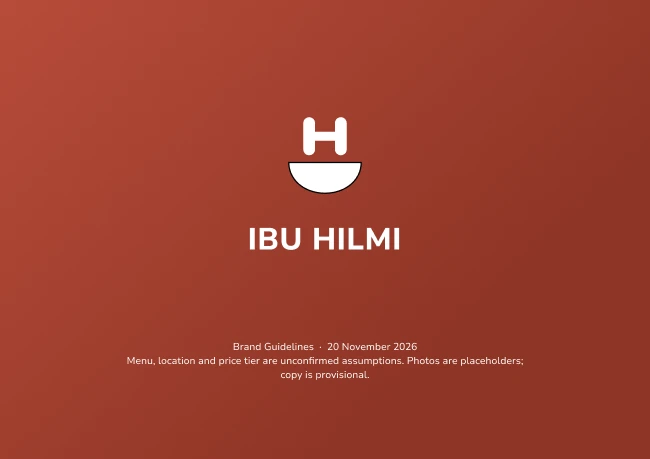 H
IBU HILMI
Brand Guidelines · 20 November 2026
Menu, location and price tier are unconfirmed assumptions. Photos are placeholders;
copy is provisional.